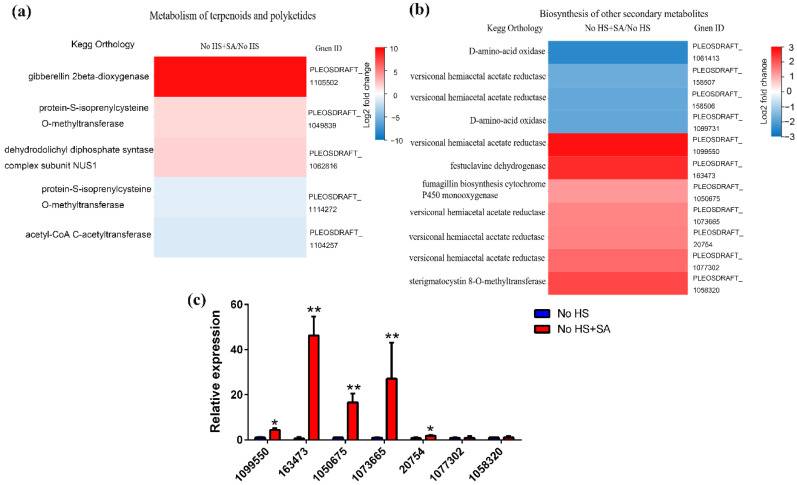 (a)
Metabolism of terpenoids and polyketides
Kegg Orthology No HS+SA/No HS Gnen ID
gibberellin 2beta-dioxygenase PLEOSDRAFT_
1105502
protein-S-isoprenylcysteine
O-methyltransferase
PLEOSDRAFT_
1049839
dehydrodolichyl diphosphate syntase
complex subunit NUS1
PLEOSDRAFT_
1062816
protein-S-isoprenylcysteine
O-methyltransferase
PLEOSDRAFT_
1114272
acetyl-CoA C-acetyltransferase PLEOSDRAFT_
1104257
10
5
0
−5
−10
Log2 fold change
(b)
Biosynthesis of other secondary metabolites
Kegg Orthology No HS+SA/No HS Gnen ID
D-amino-acid oxidase PLEOSDRAFT_
1061413
versiconal hemiacetal acetate reductase PLEOSDRAFT_
158507
versiconal hemiacetal acetate reductase PLEOSDRAFT_
158506
D-amino-acid oxidase PLEOSDRAFT_
1099731
versiconal hemiacetal acetate reductase PLEOSDRAFT_
1099550
festuclavine dehydrogenase PLEOSDRAFT_
163473
fumagillin biosynthesis cytochrome
P450 monooxygenase
PLEOSDRAFT_
1050675
versiconal hemiacetal acetate reductase PLEOSDRAFT_
1073665
versiconal hemiacetal acetate reductase PLEOSDRAFT_
20754
versiconal hemiacetal acetate reductase PLEOSDRAFT_
1077302
sterigmatocystin 8-O-methyltransferase PLEOSDRAFT_
1058320
3
2
1
0
−1
−2
−3
Log2 fold change
(c)
Relative expression
60
40
20
0
*
**
**
**
*
1099550
163473
1050675
1073665
20754
1077302
1058320
No HS
No HS+SA